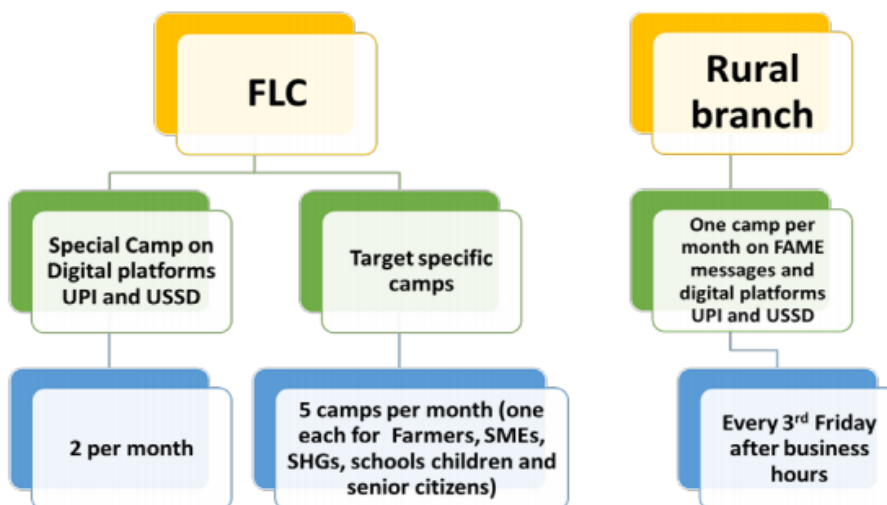 FLC
Special Camp on
Digital platforms
UPI and USSD
Target specific
camps
2 per month
5 camps per month (one
each for Farmers, SMEs,
SHGs, schools children and
senior citizens)
Rural
branch
One camp per
month on FAME
messages and
digital platforms
UPI and USSD
Every 3rd Friday
after business
hours